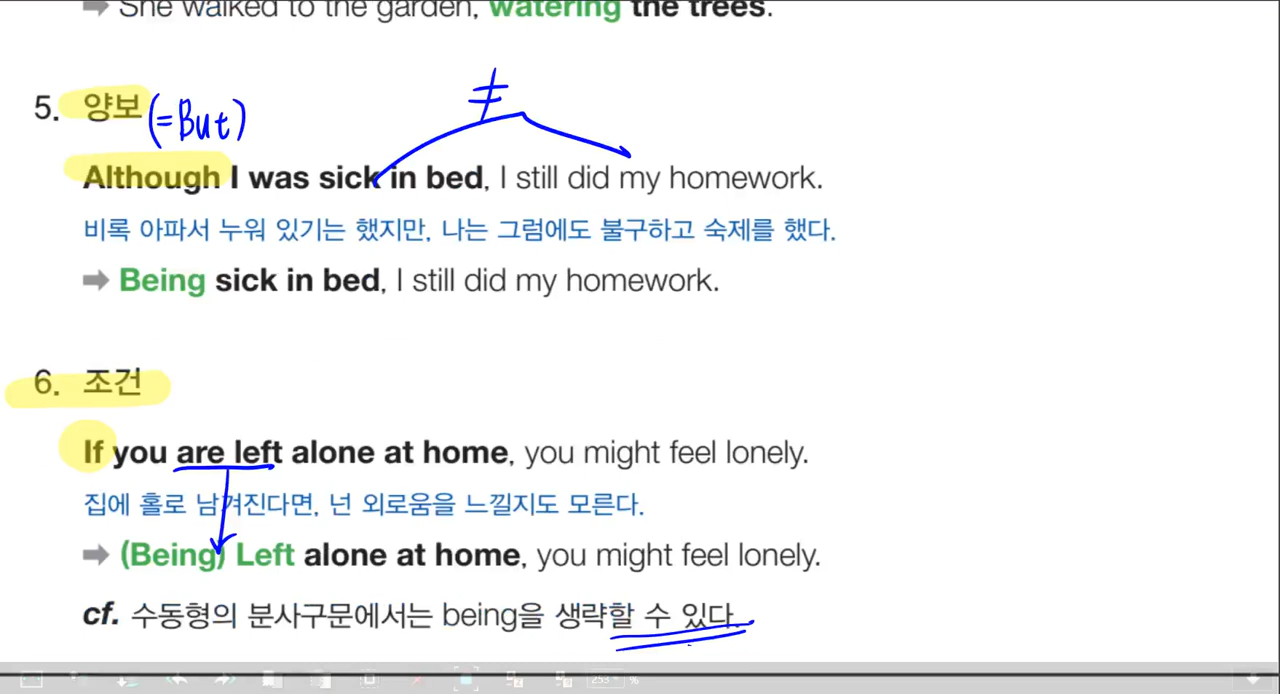 ➡ She walked to the garden, watering the trees.
5. 양보 (=But)
≠
Although I was sick in bed, I still did my homework.
비록 아파서 누워 있기는 했지만, 나는 그럼에도 불구하고 숙제를 했다.
➡ Being sick in bed, I still did my homework.
6. 조건
If you are left alone at home, you might feel lonely.
집에 홀로 남겨진다면, 넌 외로움을 느낄지도 모른다.
➡ (Being) Left alone at home, you might feel lonely.
cf. 수동형의 분사구문에서는 being을 생략할 수 있다.
253 %